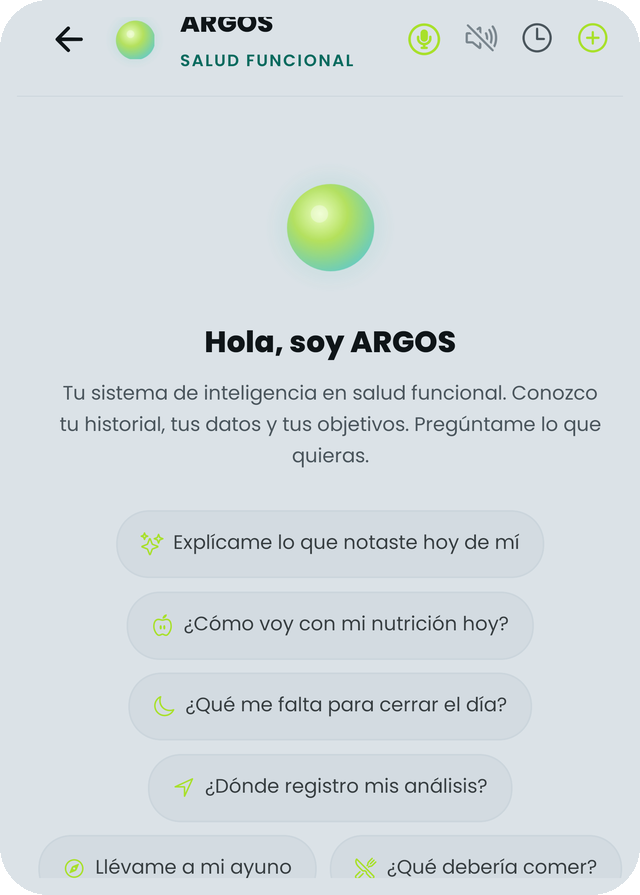 ARGOS
SALUD FUNCIONAL
Hola, soy ARGOS
Tu sistema de inteligencia en salud funcional. Conozco
tu historial, tus datos y tus objetivos. Pregúntame lo que
quieras.
Explícame lo que notaste hoy de mí
¿Cómo voy con mi nutrición hoy?
¿Qué me falta para cerrar el día?
¿Dónde registro mis análisis?
Llévame a mi ayuno
¿Qué debería comer?